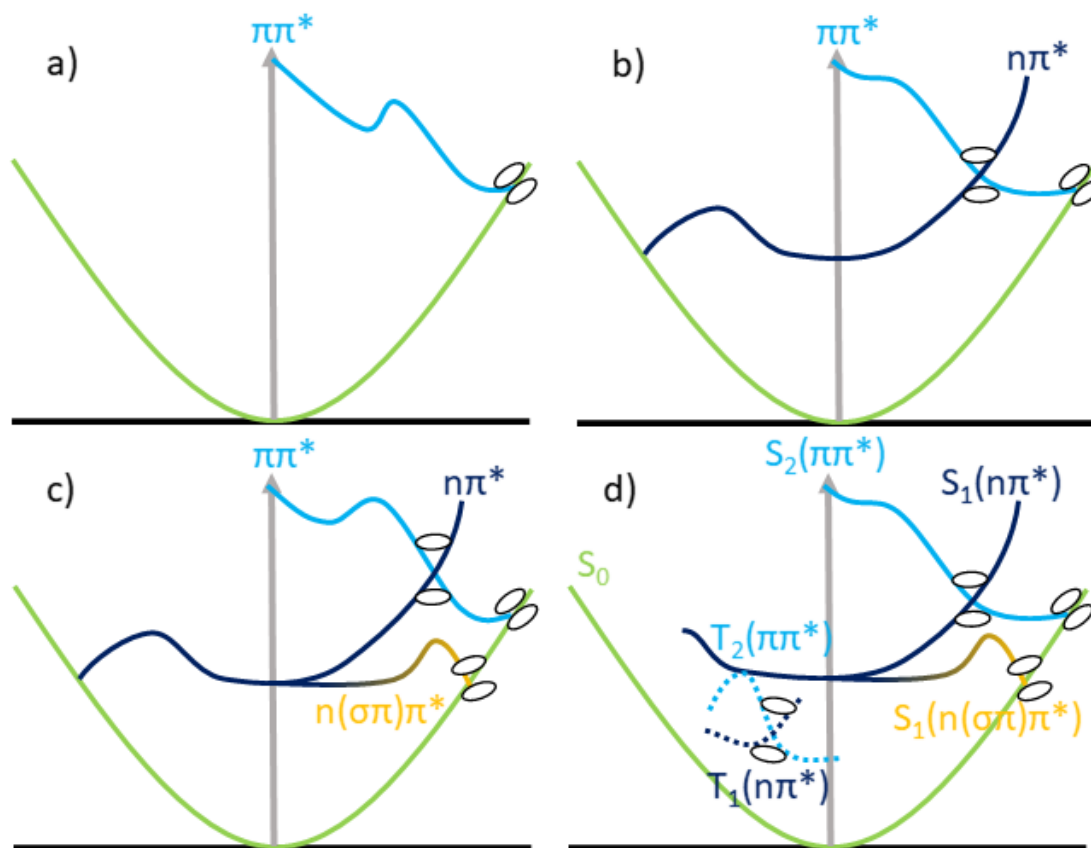 a)
ππ*
b)
ππ*
nπ*
c)
ππ*
nπ*
n(σπ)π*
d)
S₂(ππ*)
S₁(nπ*)
S₀
T₂(ππ*)
S₁(n(σπ)π*)
T₁(nπ*)